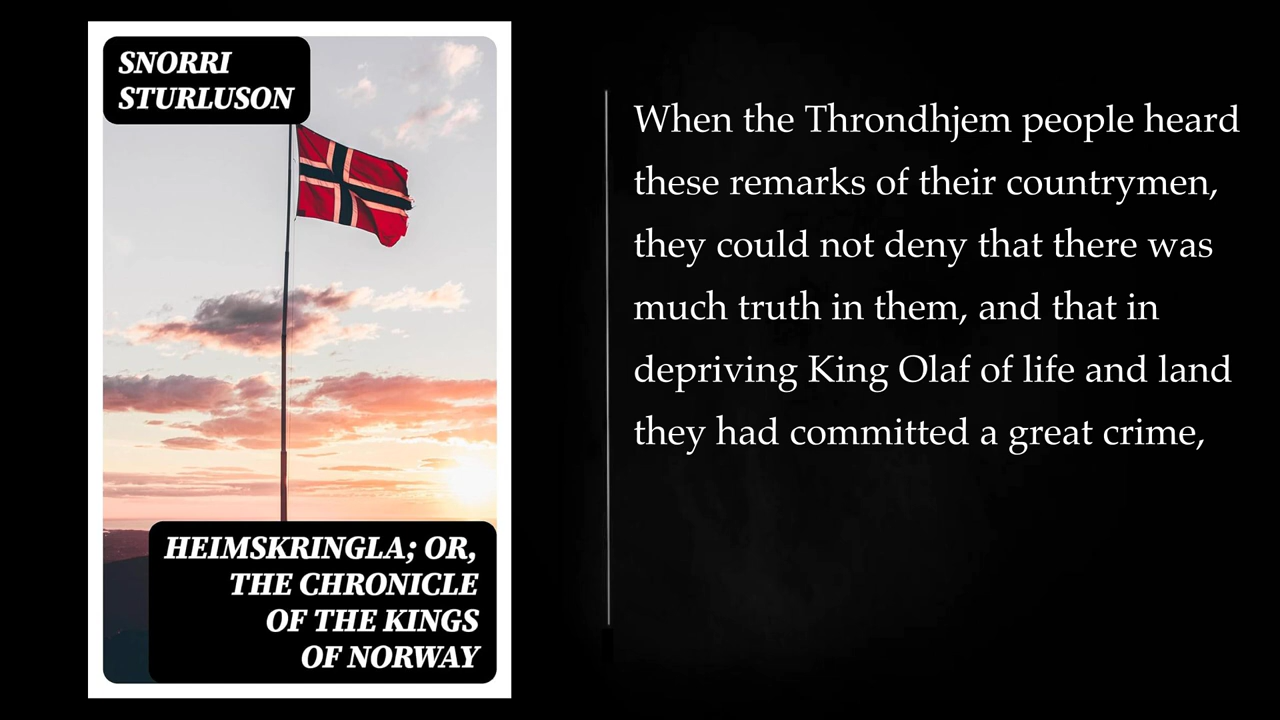 SNORRI
STURLUSON
HEIMSKRINGLA; OR,
THE CHRONICLE
OF THE KINGS
OF NORWAY
When the Throndhjem people heard
these remarks of their countrymen,
they could not deny that there was
much truth in them, and that in
depriving King Olaf of life and land
they had committed a great crime,